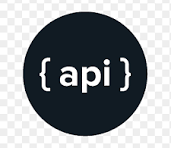 { api }